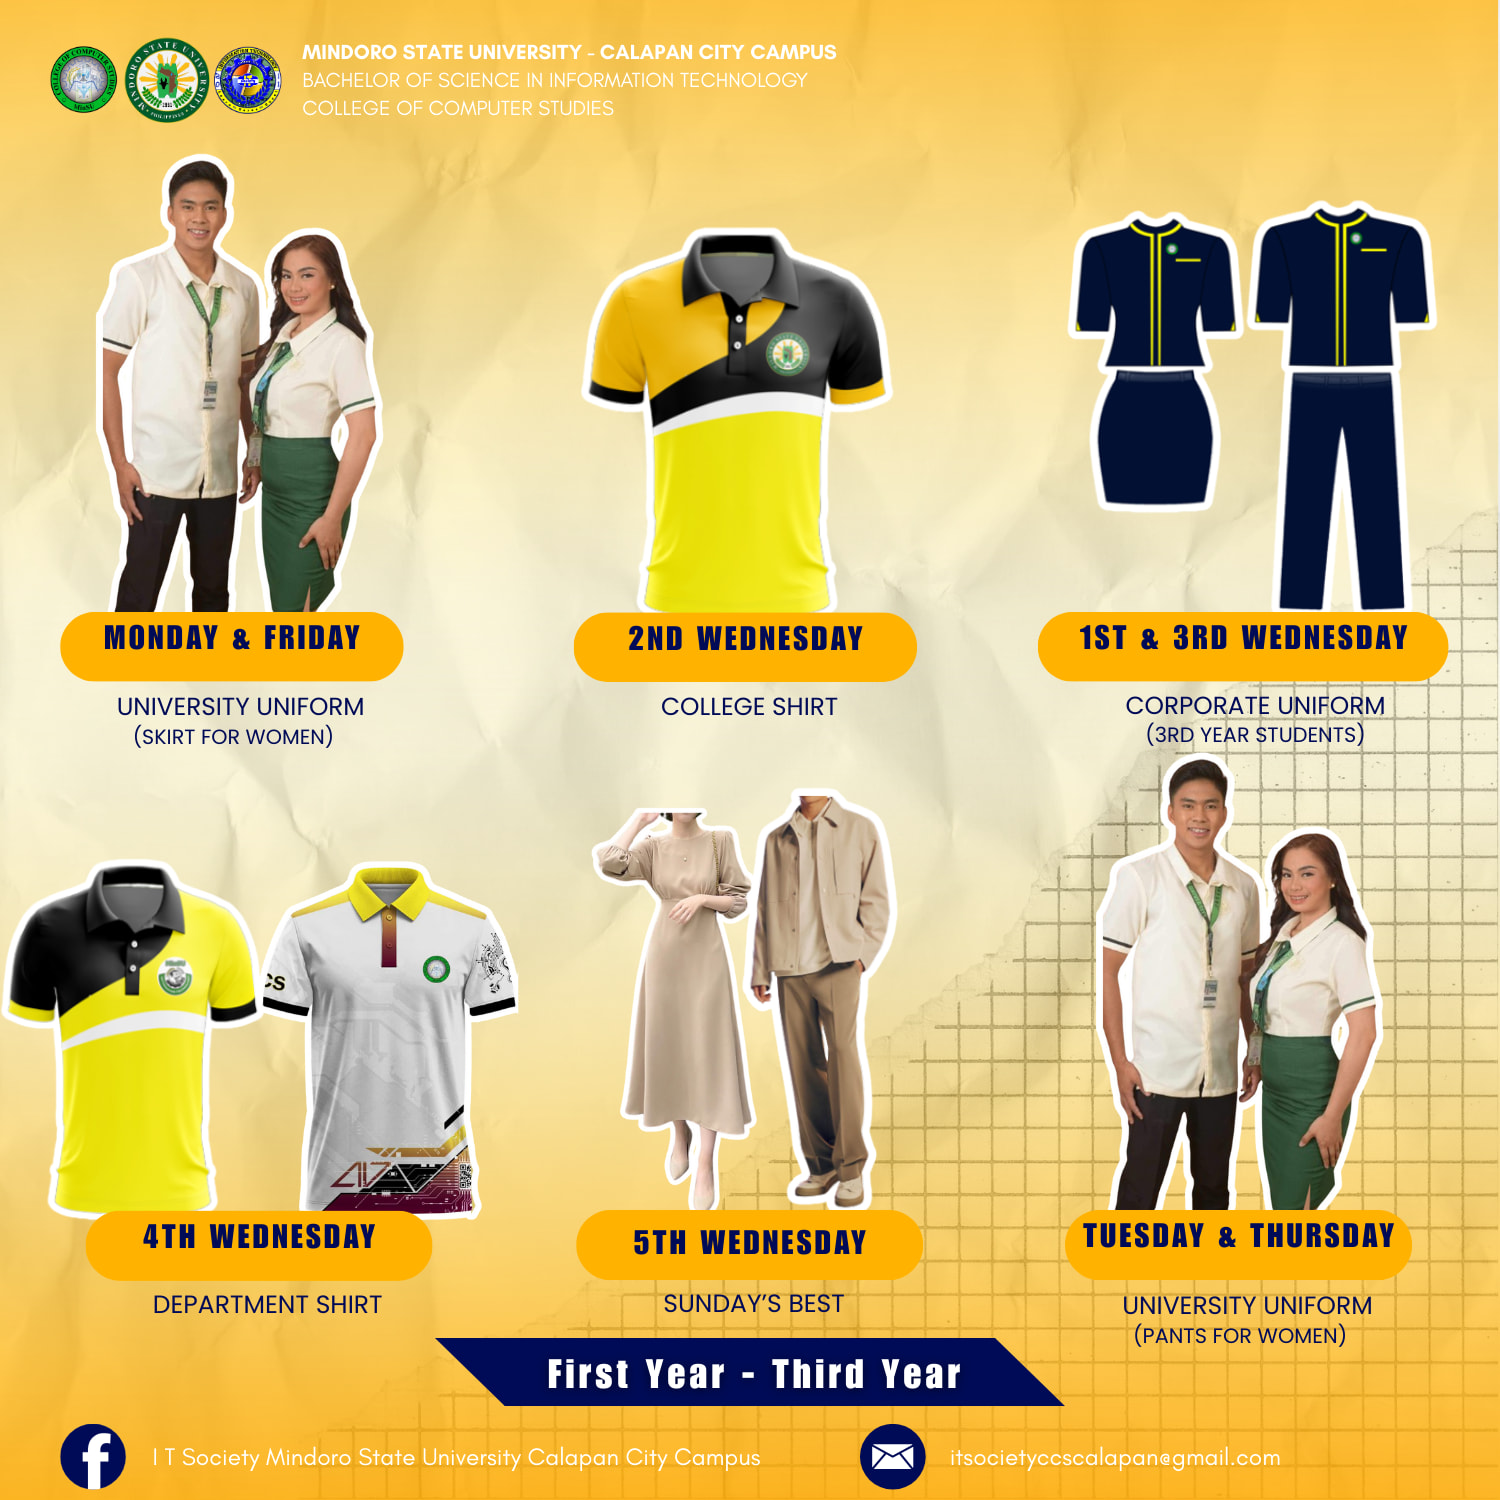 MINDORO STATE UNIVERSITY - CALAPAN CITY CAMPUS
BACHELOR OF SCIENCE IN INFORMATION TECHNOLOGY
COLLEGE OF COMPUTER STUDIES
MONDAY & FRIDAY
UNIVERSITY UNIFORM
(SKIRT FOR WOMEN)
2ND WEDNESDAY
COLLEGE SHIRT
1ST & 3RD WEDNESDAY
CORPORATE UNIFORM
(3RD YEAR STUDENTS)
CS
4TH WEDNESDAY
DEPARTMENT SHIRT
5TH WEDNESDAY
SUNDAY'S BEST
TUESDAY & THURSDAY
UNIVERSITY UNIFORM
(PANTS FOR WOMEN)
First Year - Third Year
I T Society Mindoro State University Calapan City Campus
itsocietyccscalapan@gmail.com